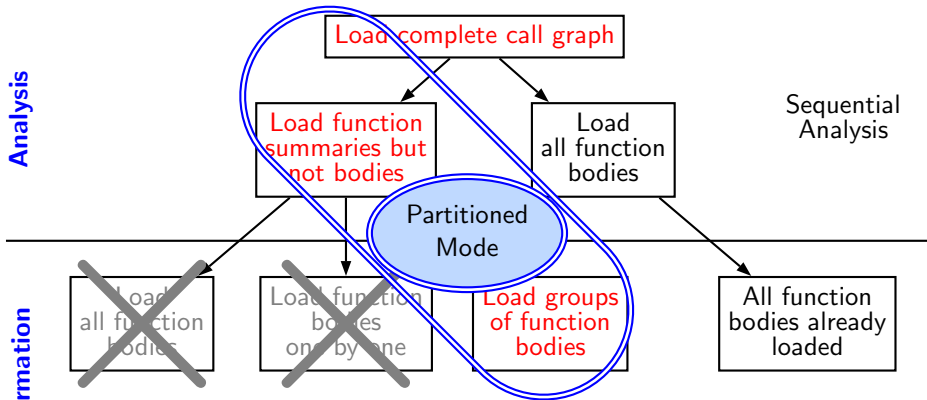 Load complete call graph
Analysis
Load function
summaries but
not bodies
Load
all function
bodies
Sequential
Analysis
Partitioned
Mode
rmation
Load
all function
bodies
Load function
bodies
one by one
Load groups
of function
bodies
All function
bodies already
loaded